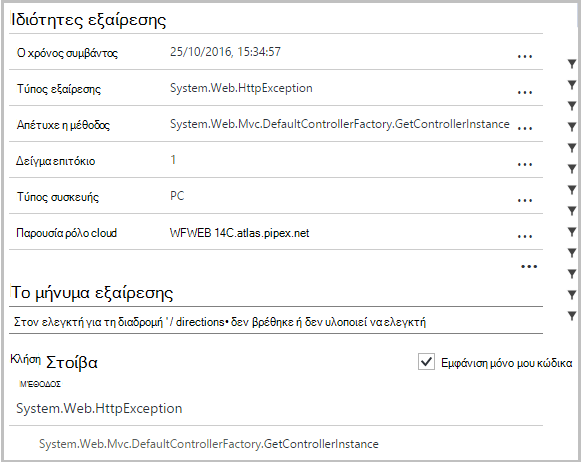 Ιδιότητες εξαίρεσης
Ο χρόνος συμβάντος 25/10/2016, 15:34:57 ...
Τύπος εξαίρεσης System.Web.HttpException ...
Απέτυχε η μέθοδος System.Web.Mvc.DefaultControllerFactory.GetControllerInstance ...
Δείγμα επιτόκιο 1 ...
Τύπος συσκευής PC ...
Παρουσία ρόλο cloud WFWEB 14C.atlas.pipex.net ...
...
Το μήνυμα εξαίρεσης
Στον ελεγκτή για τη διαδρομή '/ directions• δεν βρέθηκε ή δεν υλοποιεί να ελεγκτή
Κλήση Στοίβα Εμφάνιση μόνο μου κώδικα
ΜΈΘΟΔΟΣ
System.Web.HttpException
System.Web.Mvc.DefaultControllerFactory.GetControllerInstance